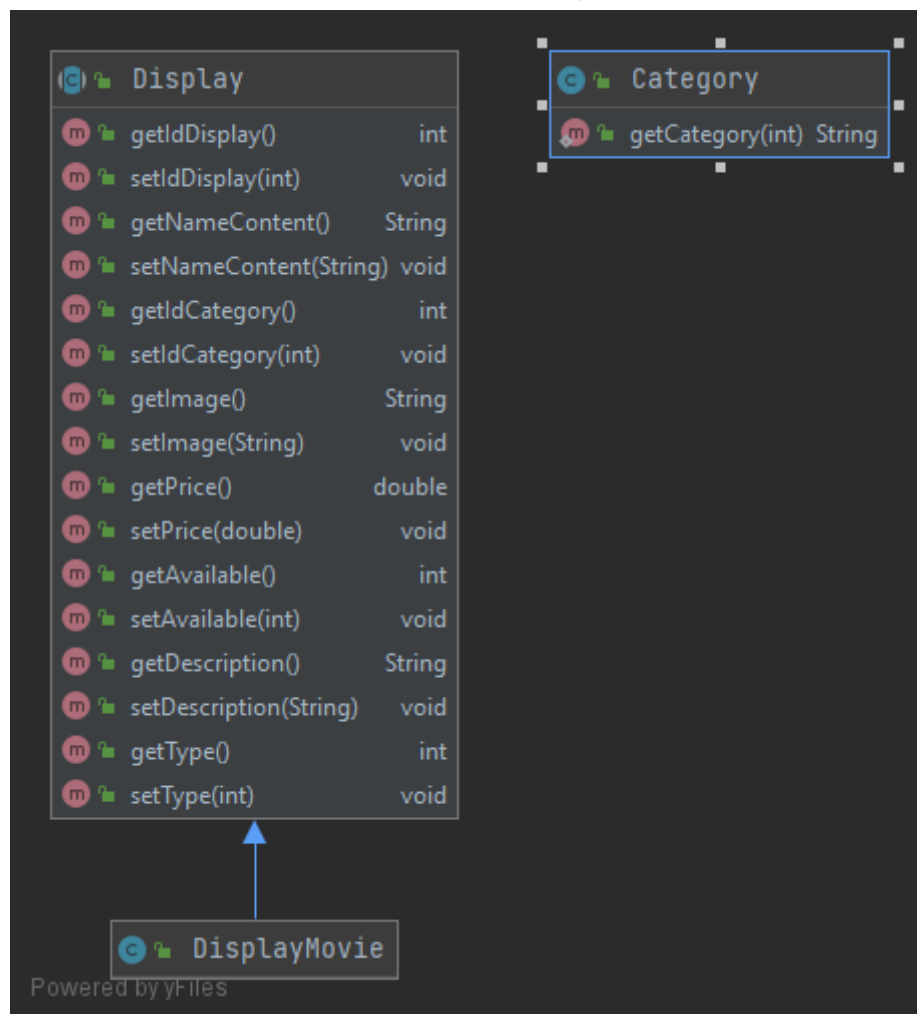 Display
getIdDisplay() int
setIdDisplay(int) void
getNameContent() String
setNameContent(String) void
getIdCategory() int
setIdCategory(int) void
getImage() String
setImage(String) void
getPrice() double
setPrice(double) void
getAvailable() int
setAvailable(int) void
getDescription() String
setDescription(String) void
getType() int
setType(int) void
Category
getCategory(int) String
DisplayMovie
Powered by yFiles